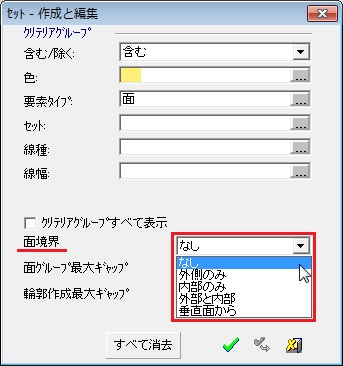 ｾｯﾄ - 作成と編集
ｸﾘﾃﾘｱｸﾞﾙｰﾌﾟ
含む/除く: 含む
色: ...
要素ﾀｲﾌﾟ: 面 ...
ｾｯﾄ: ...
線種: ...
線幅: ...
ｸﾘﾃﾘｱｸﾞﾙｰﾌﾟすべて表示
面境界 なし
面ｸﾞﾙｰﾌﾟ最大ｷﾞｬｯﾌﾟ
輪郭作成最大ｷﾞｬｯﾌﾟ
なし
外側のみ
内部のみ
外部と内部
垂直面から
すべて消去